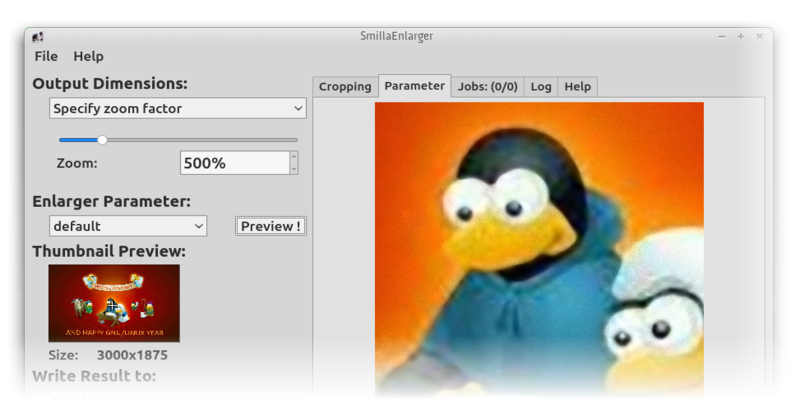 SmillaEnlarger
File Help
Output Dimensions:
Specify zoom factor
Zoom: 500%
Enlarger Parameter:
default Preview !
Thumbnail Preview:
AND HAPPY GNU/LINUX YEAR
Size: 3000x1875
Write Result to:
Cropping Parameter Jobs: (0/0) Log Help